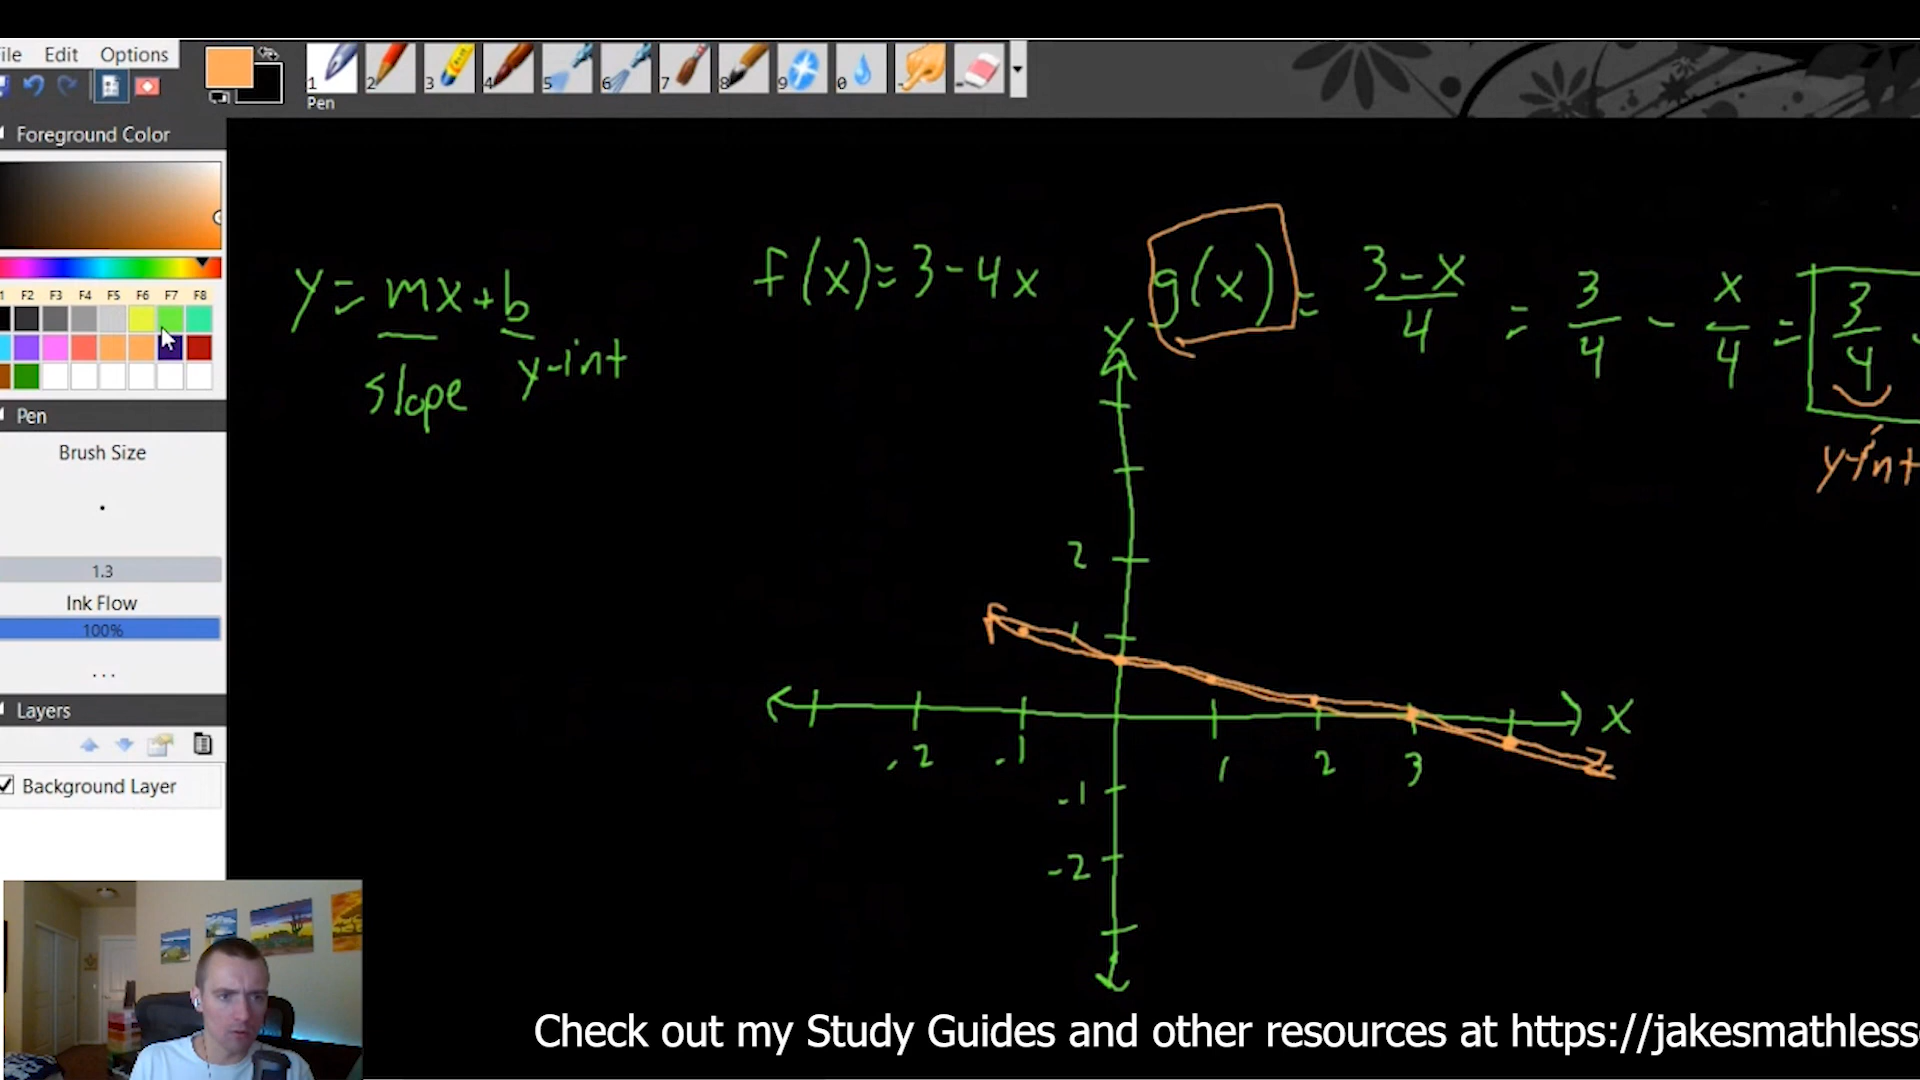 File Edit Options
1 2 3 4 5 6 7 8 9 0
Pen
Foreground Color
1 F2 F3 F4 F5 F6 F7 F8
Pen
Brush Size
1.3
Ink Flow
100%
...
Layers
Background Layer
y = mx + b
slope y-int
f(x) = 3 - 4x
g(x) = 3 - x / 4 = 3/4 - x/4 = 3/4
y-int
Y
2
1
X
-2 -1 1 2 3
-1
-2
Check out my Study Guides and other resources at https://jakesmathless